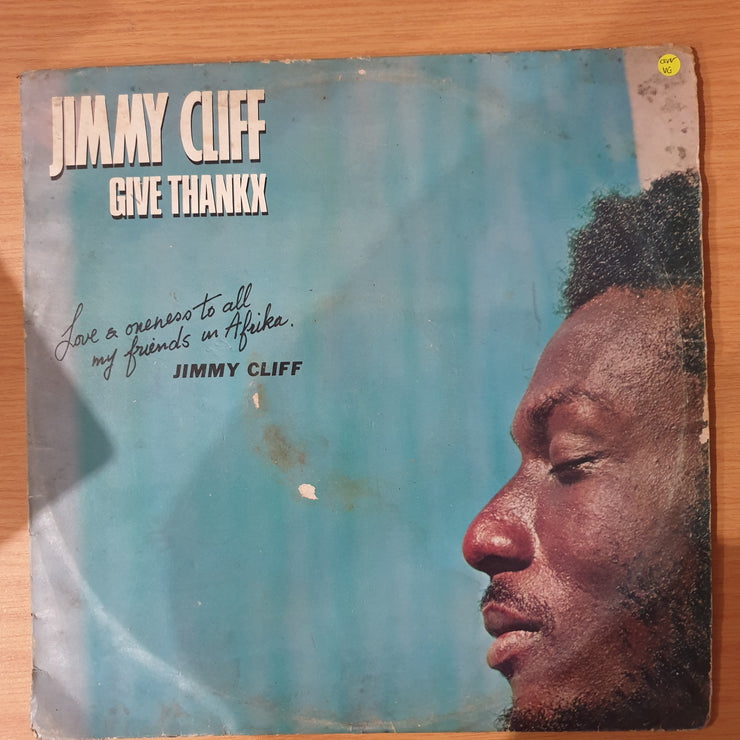 JIMMY CLIFF
GIVE THANKX
Love & oneness to all
my friends in Afrika.
JIMMY CLIFF
VG